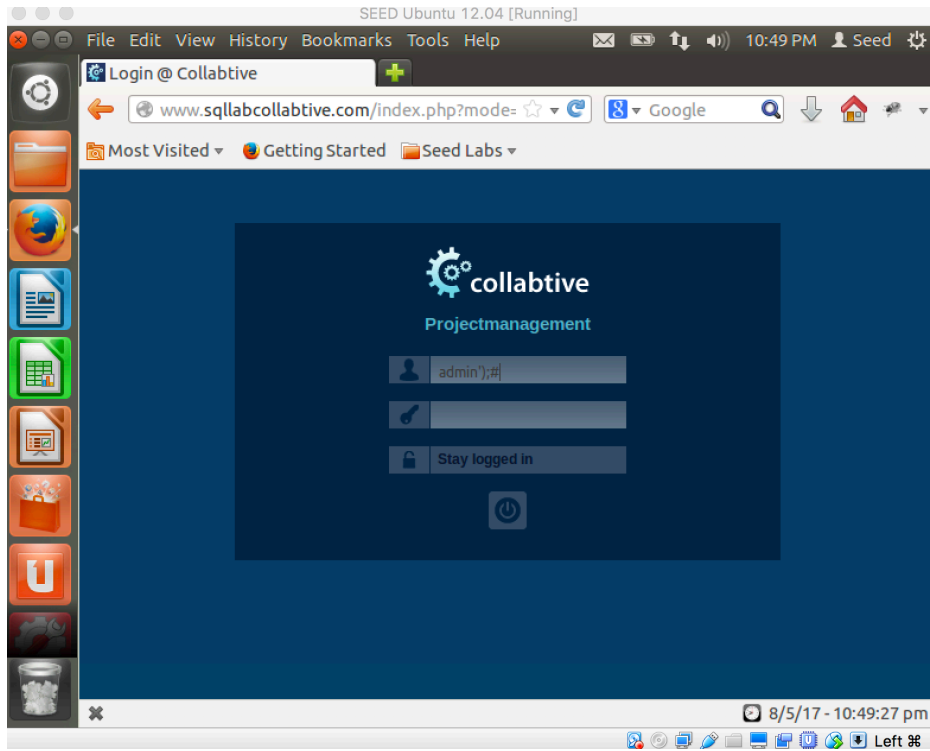 SEED Ubuntu 12.04 [Running]
File Edit View History Bookmarks Tools Help 10:49 PM Seed
Login @ Collabtive
www.sqllabcollabtive.com/index.php?mode= 8 Google
Most Visited Getting Started Seed Labs
collabtive
Projectmanagement
admin');#
Stay logged in
8/5/17 - 10:49:27 pm
Left ⌘